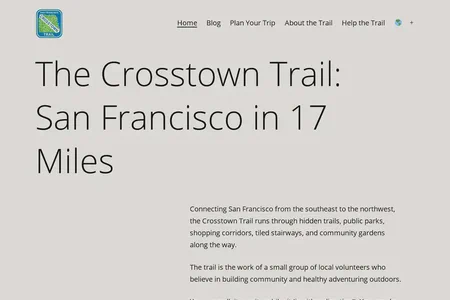 Home Blog Plan Your Trip About the Trail Help the Trail +
TRAIL
The Crosstown Trail:
San Francisco in 17
Miles
Connecting San Francisco from the southeast to the northwest,
the Crosstown Trail runs through hidden trails, public parks,
shopping corridors, tiled stairways, and community gardens
along the way.
The trail is the work of a small group of local volunteers who
believe in building community and healthy adventuring outdoors.